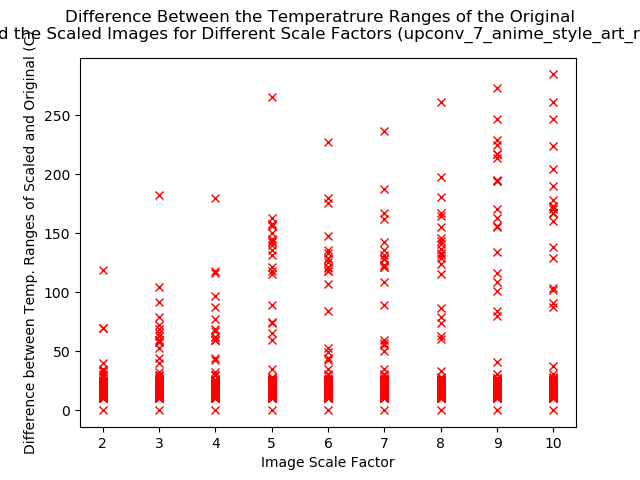 Difference Between the Temperatrure Ranges of the Original
d the Scaled Images for Different Scale Factors (upconv_7_anime_style_art_r
Difference between Temp. Ranges of Scaled and Original (C)
250
200
150
100
50
0
2 3 4 5 6 7 8 9 10
Image Scale Factor